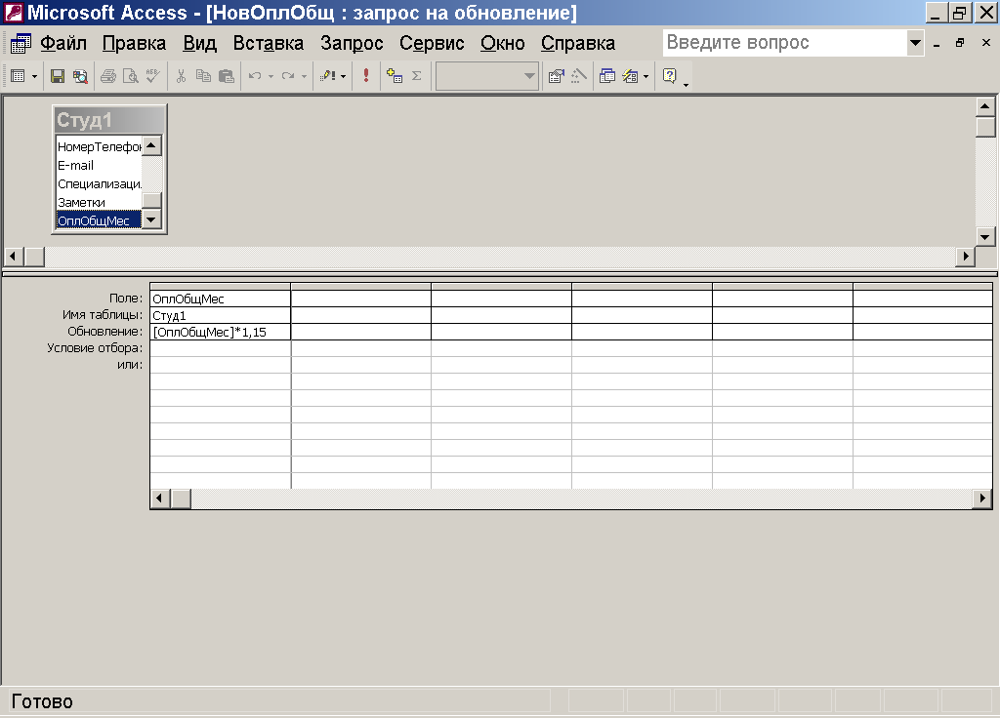 Microsoft Access - [НовОплОбщ : запрос на обновление]
Файл Правка Вид Вставка Запрос Сервис Окно Справка Введите вопрос
Студ1
НомерТелефон
E-mail
Специализаци
Заметки
ОплОбщМес
Поле: ОплОбщМес
Имя таблицы: Студ1
Обновление: [ОплОбщМес]*1,15
Условие отбора:
или:
Готово